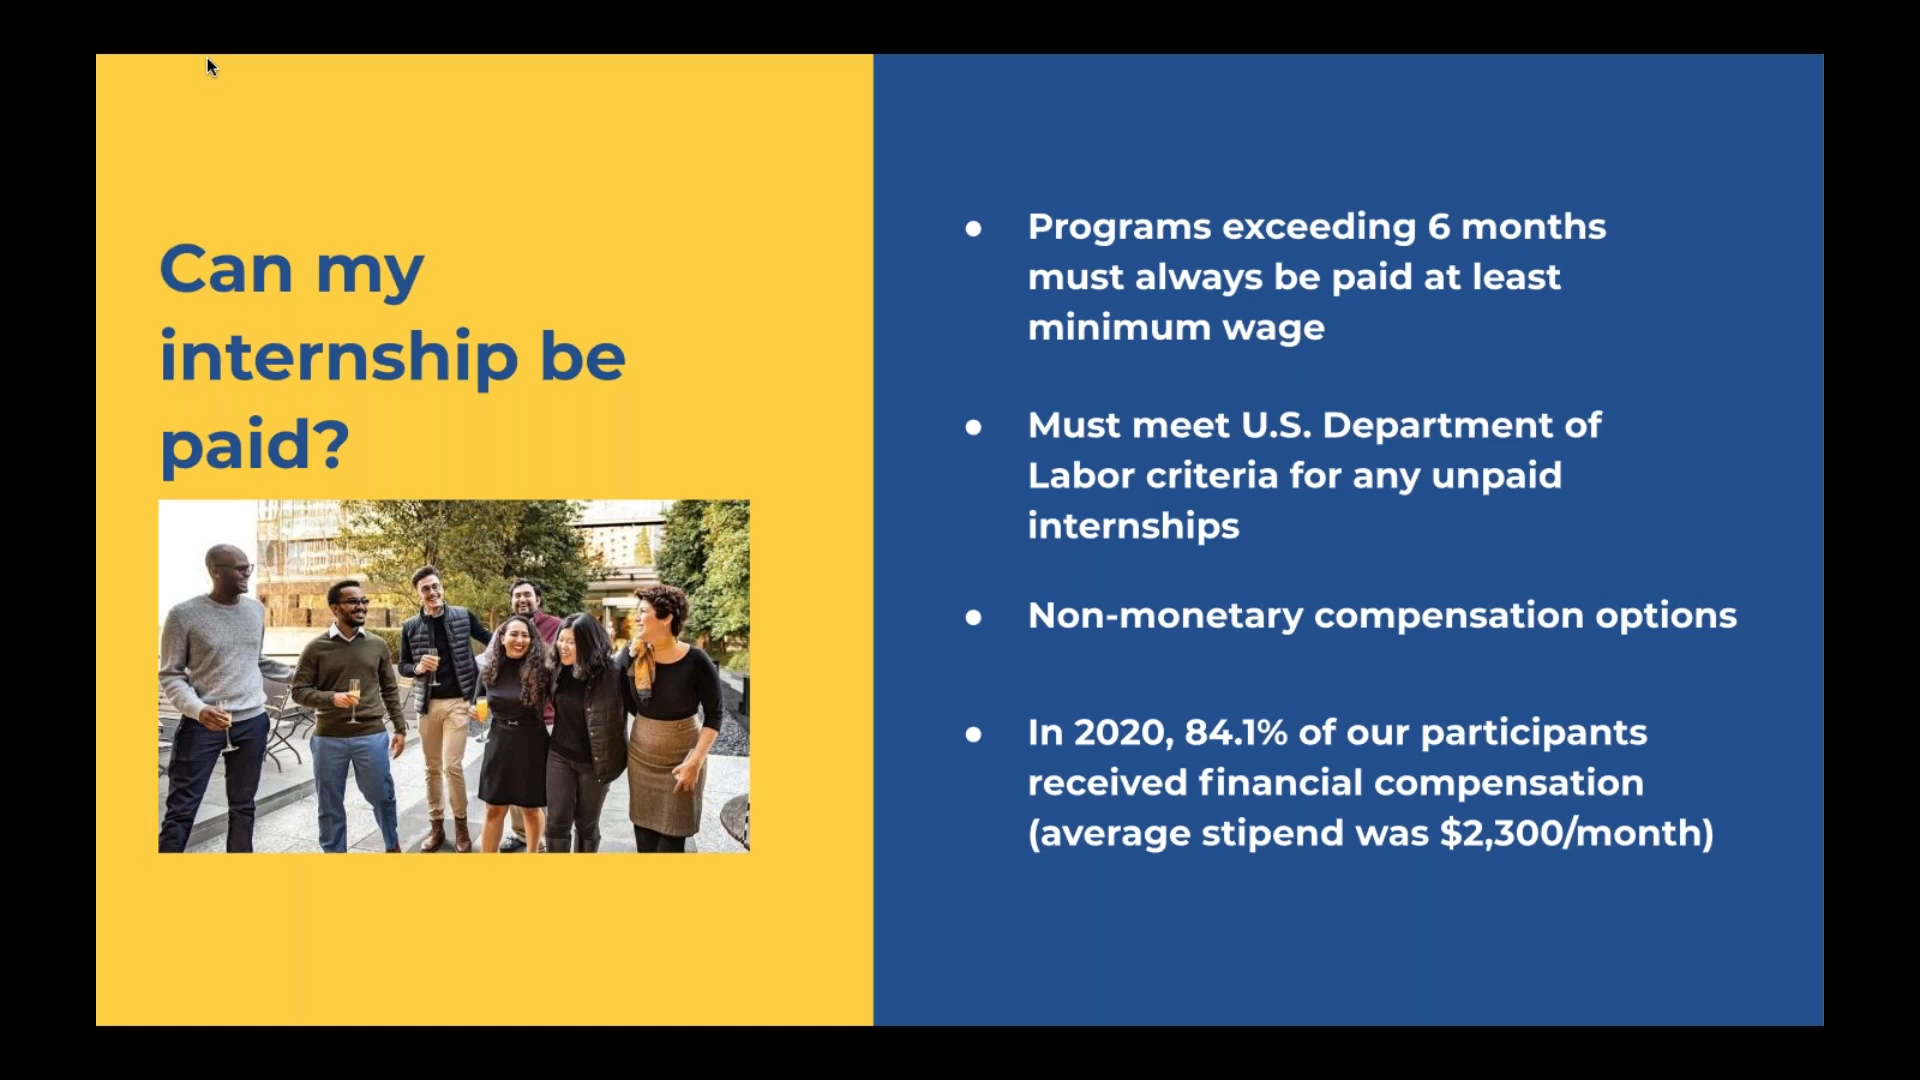 Can my
internship be
paid?
● Programs exceeding 6 months
must always be paid at least
minimum wage
● Must meet U.S. Department of
Labor criteria for any unpaid
internships
● Non-monetary compensation options
● In 2020, 84.1% of our participants
received financial compensation
(average stipend was $2,300/month)